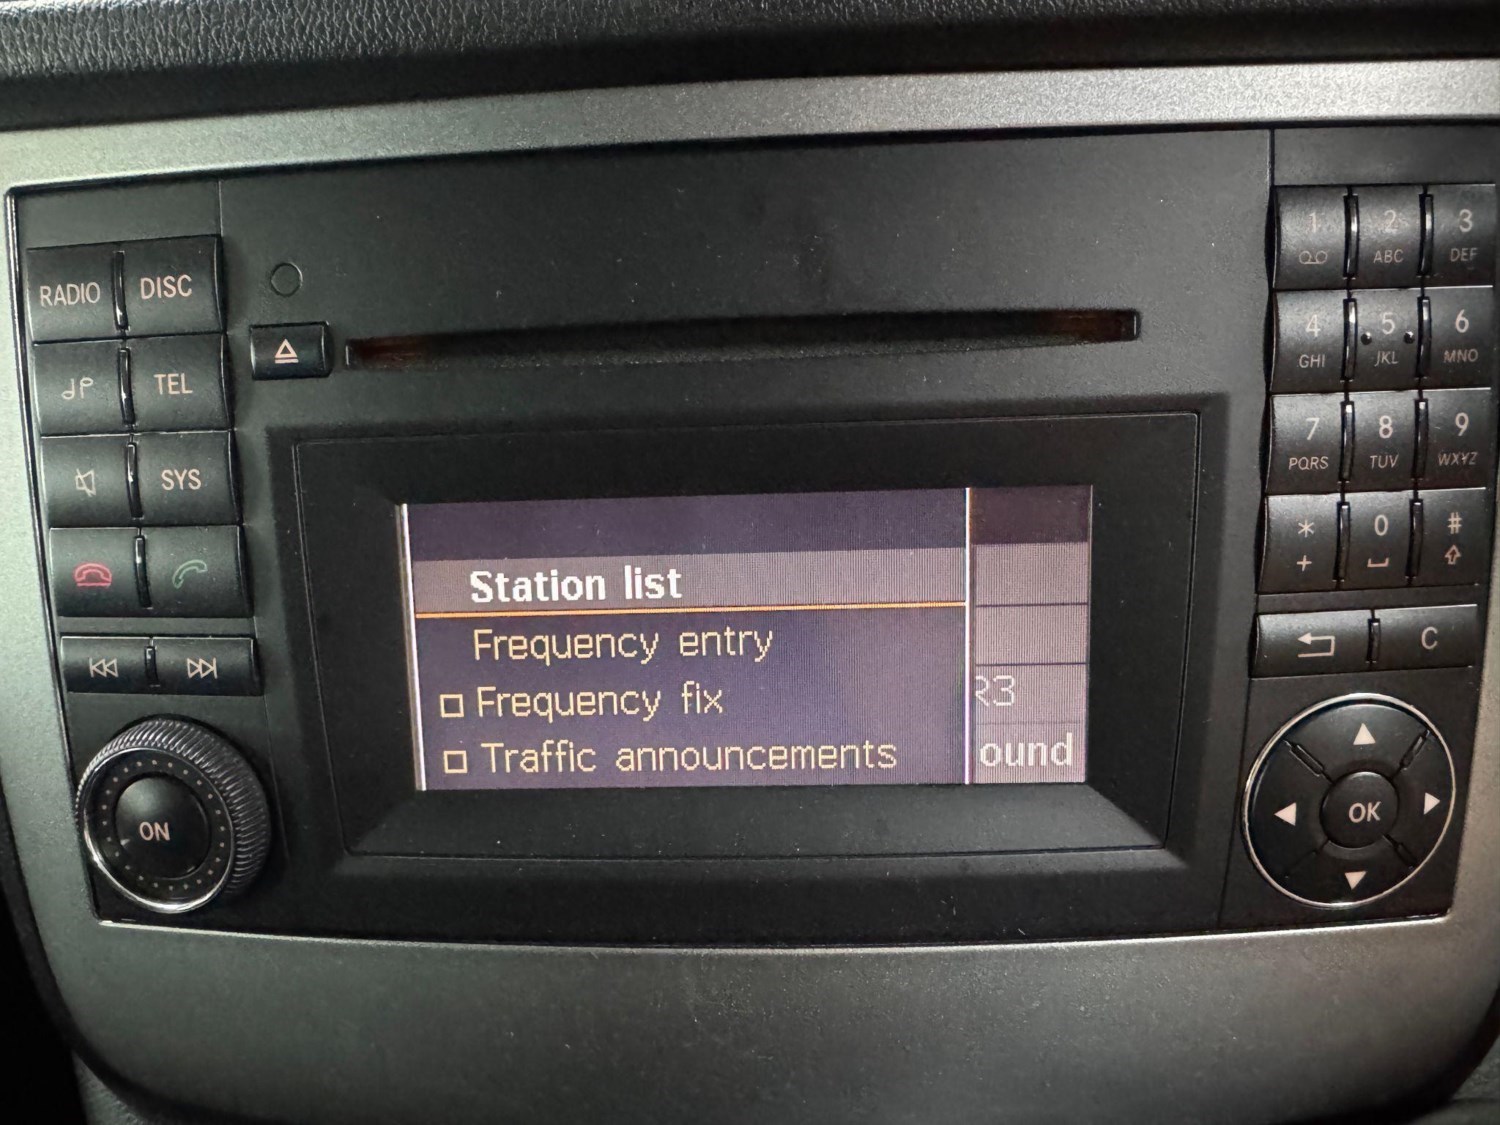 RADIO DISC
TEL
SYS
ON
Station list
Frequency entry
Frequency fix
Traffic announcements
R3
ound
1 2 ABC 3 DEF
4 GHI 5 JKL 6 MNO
7 PQRS 8 TUV 9 WXYZ
* + 0 #
C
OK